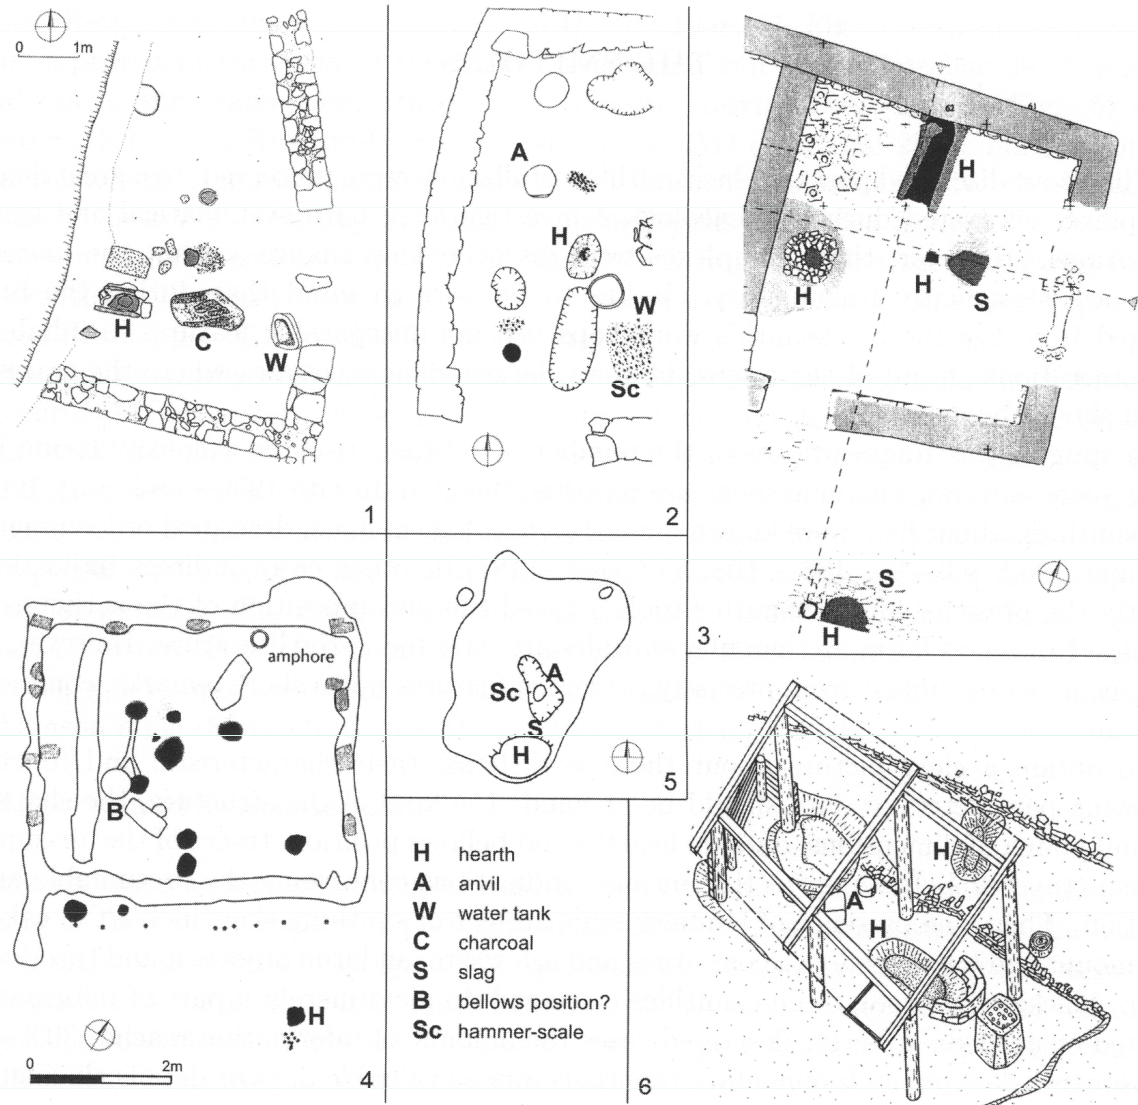 0 1m
H
C
W
1
A
H
W
Sc
2
H
H
H
S
S
H
3
amphore
B
H
0 2m
4
Sc
A
S
H
5
H hearth
A anvil
W water tank
C charcoal
S slag
B bellows position?
Sc hammer-scale
H
A
H
6